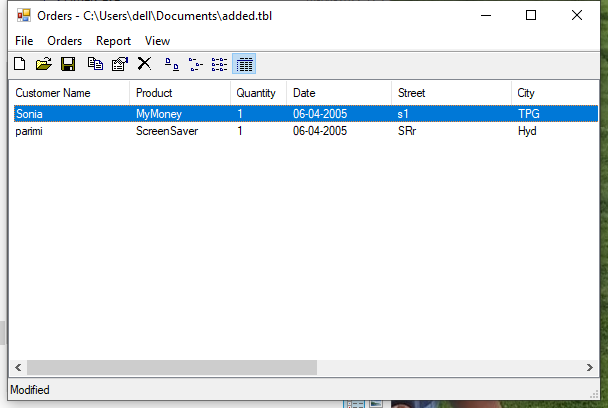 Orders - C:\Users\dell\Documents\added.tbl
File Orders Report View
Customer Name Product Quantity Date Street City
Sonia MyMoney 1 06-04-2005 s1 TPG
parimi ScreenSaver 1 06-04-2005 SRr Hyd
Modified